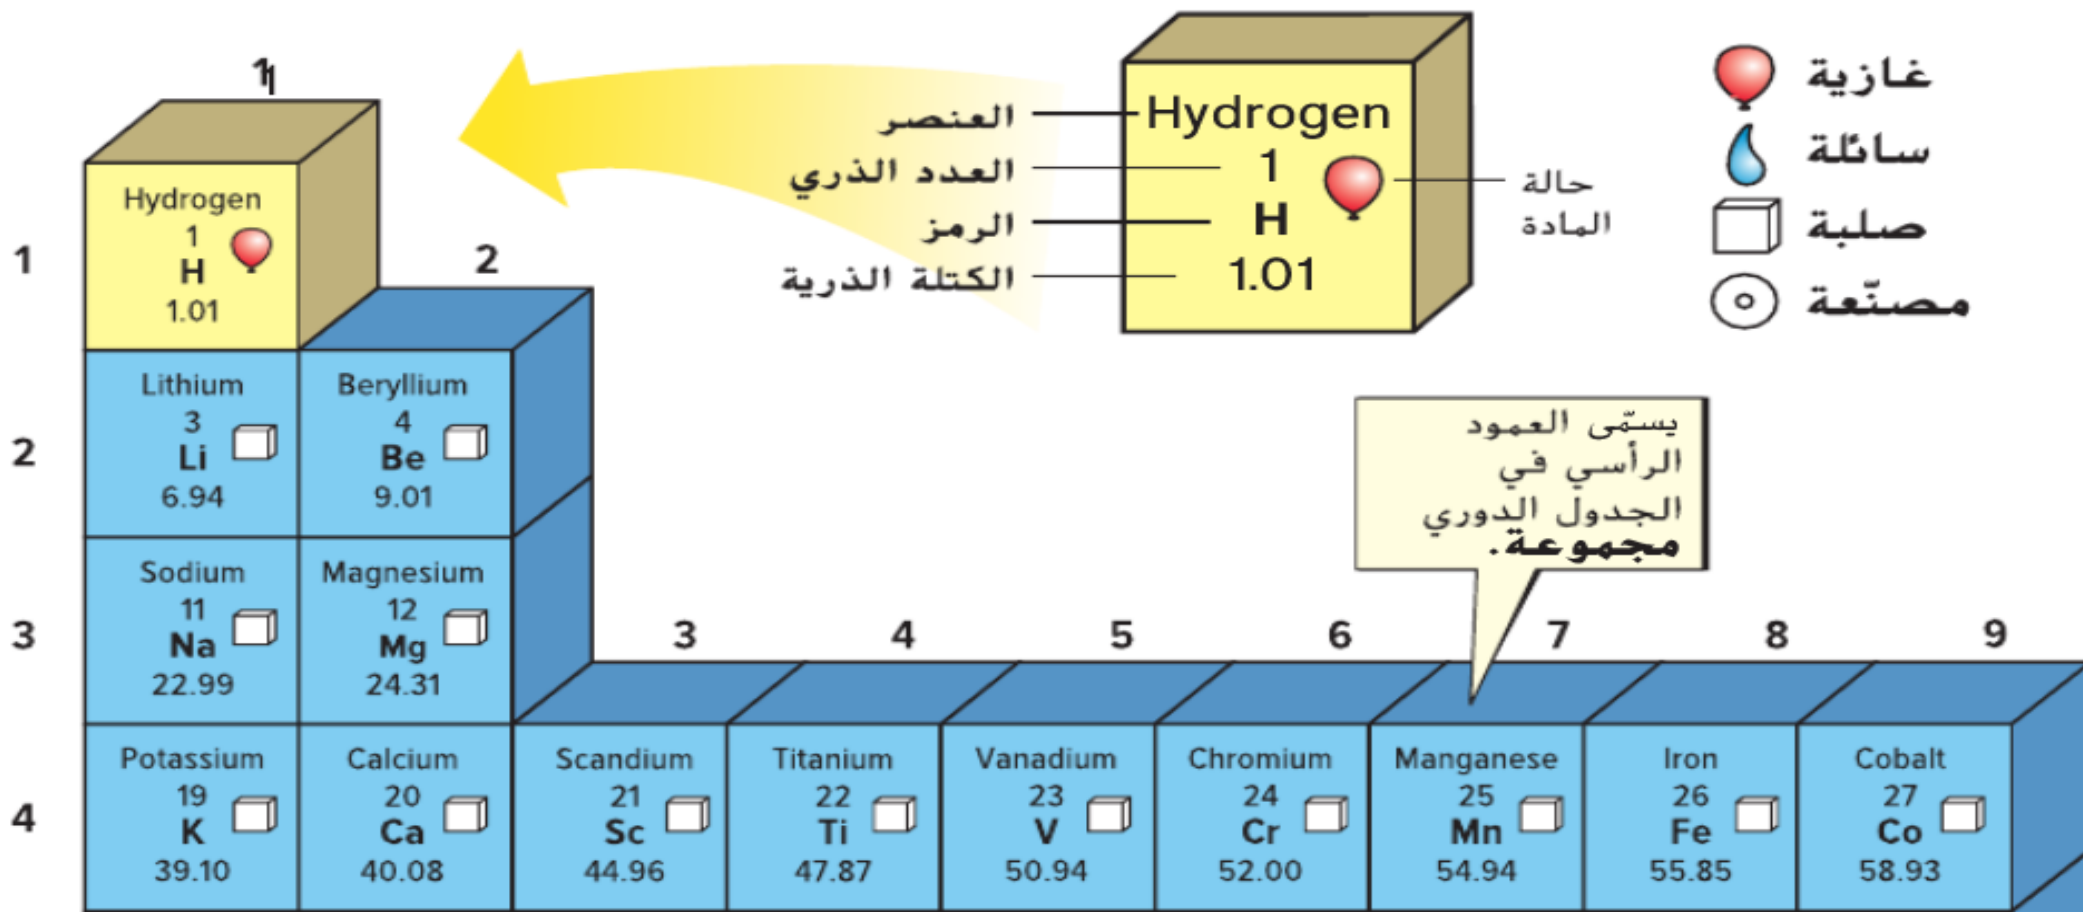 1
Hydrogen
1
H
1.01
العنصر
العدد الذري
الرمز
الكتلة الذرية
حالة
المادة
غازية
سائلة
صلبة
مصنّعة
1
Hydrogen
1
H
1.01
2
2
Lithium
3
Li
6.94
Beryllium
4
Be
9.01
يسمّى العمود
الرأسي في
الجدول الدوري
مجموعة.
3
Sodium
11
Na
22.99
Magnesium
12
Mg
24.31
3
4
5
6
7
8
9
4
Potassium
19
K
39.10
Calcium
20
Ca
40.08
Scandium
21
Sc
44.96
Titanium
22
Ti
47.87
Vanadium
23
V
50.94
Chromium
24
Cr
52.00
Manganese
25
Mn
54.94
Iron
26
Fe
55.85
Cobalt
27
Co
58.93